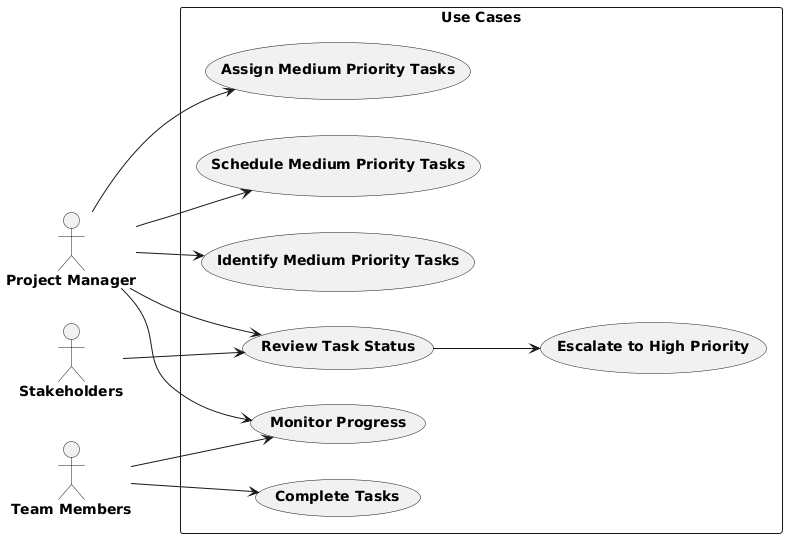 Use Cases
Assign Medium Priority Tasks
Schedule Medium Priority Tasks
Identify Medium Priority Tasks
Project Manager
Review Task Status
Escalate to High Priority
Stakeholders
Monitor Progress
Complete Tasks
Team Members